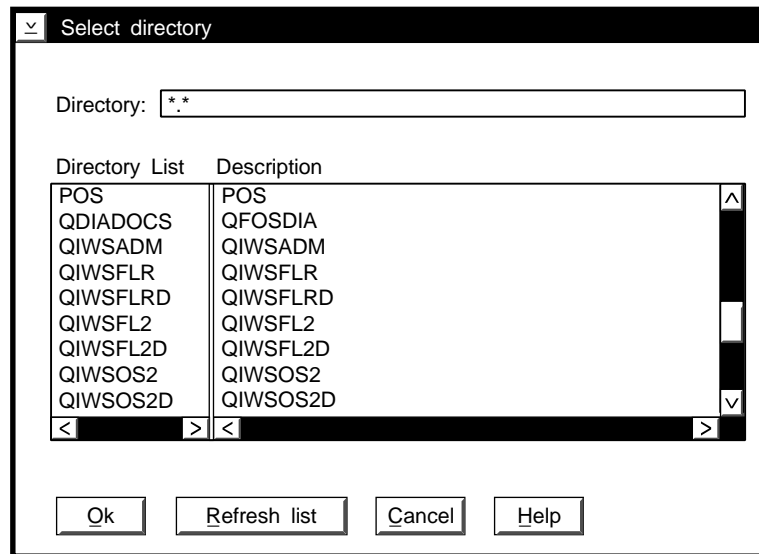 Select directory
Directory: *.*
Directory List Description
POS POS
QDIADOCS QFOSDIA
QIWSADM QIWSADM
QIWSFLR QIWSFLR
QIWSFLRD QIWSFLRD
QIWSFL2 QIWSFL2
QIWSFL2D QIWSFL2D
QIWSOS2 QIWSOS2
QIWSOS2D QIWSOS2D
Ok Refresh list Cancel Help